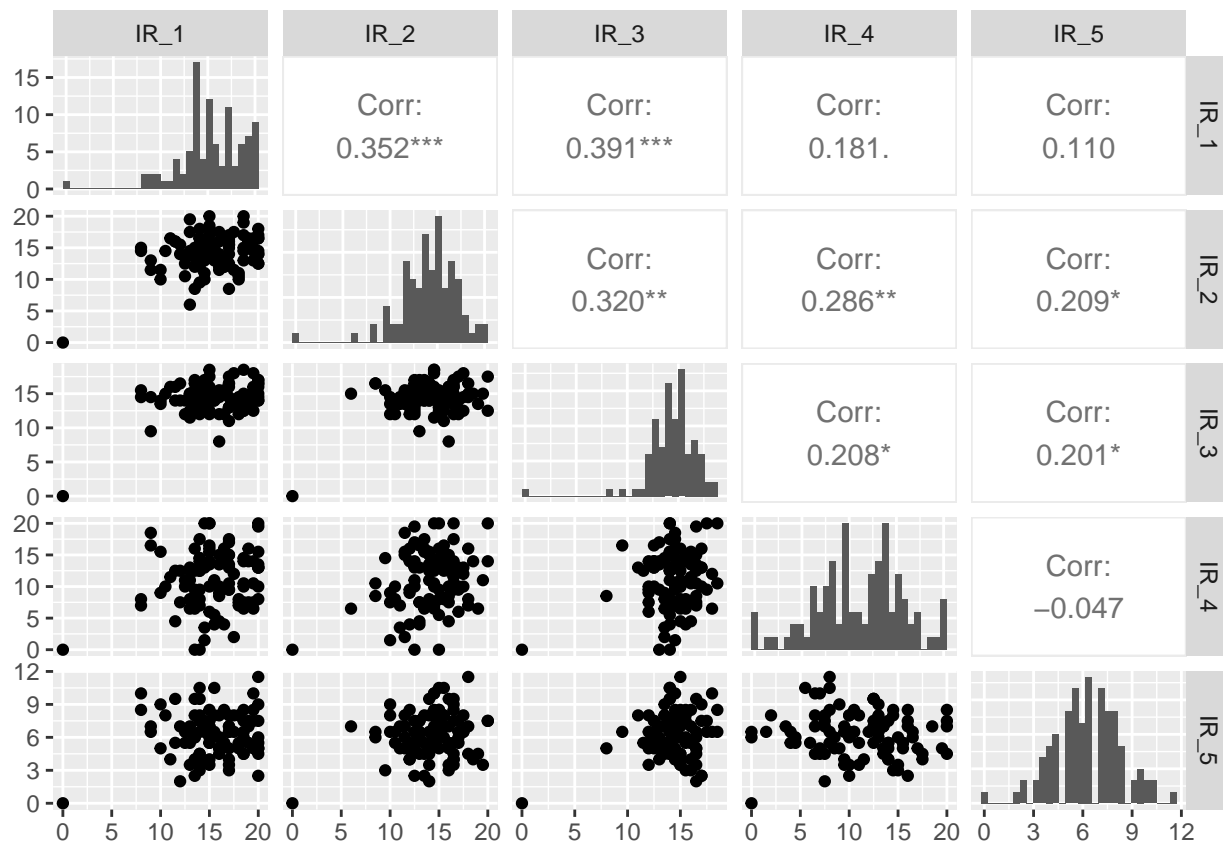 IR_1 IR_2 IR_3 IR_4 IR_5
15
10
5
0
Corr:
0.352***
Corr:
0.391***
Corr:
0.181.
Corr:
0.110
IR_1
20
15
10
5
0
Corr:
0.320**
Corr:
0.286**
Corr:
0.209*
IR_2
15
10
5
0
Corr:
0.208*
Corr:
0.201*
IR_3
20
15
10
5
0
Corr:
−0.047
IR_4
12
9
6
3
0
IR_5
0 5 10 15 20 0 5 10 15 20 0 5 10 15 0 5 10 15 20 0 3 6 9 12